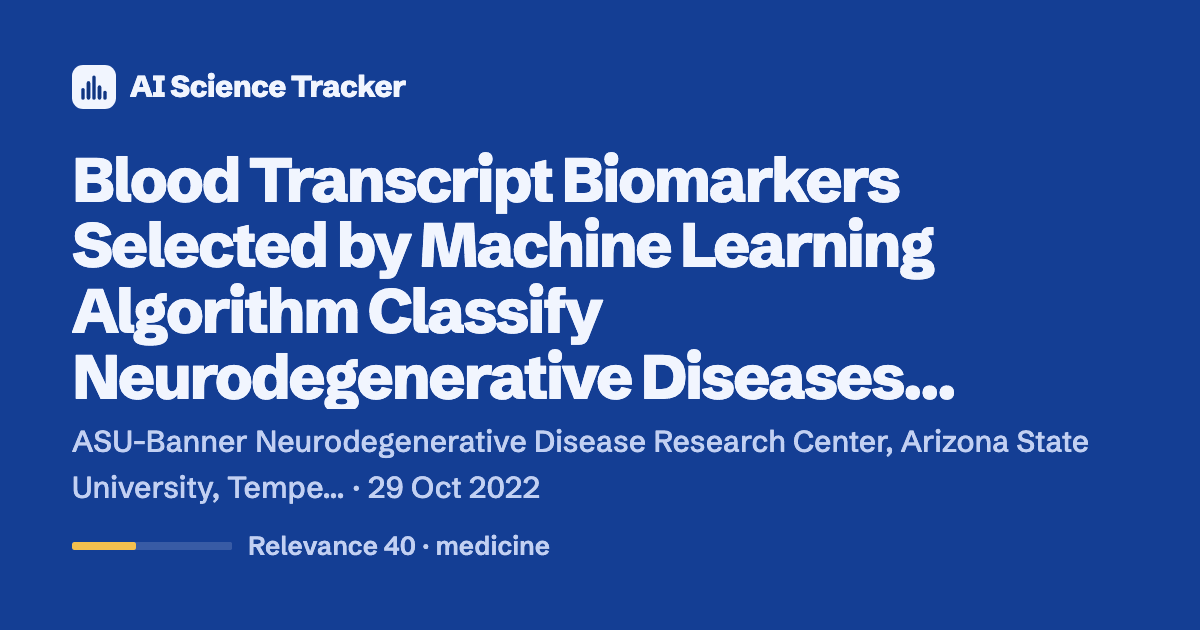 AI Science Tracker
Blood Transcript Biomarkers
Selected by Machine Learning
Algorithm Classify
Neurodegenerative Diseases...
ASU-Banner Neurodegenerative Disease Research Center, Arizona State
University, Tempe... · 29 Oct 2022
Relevance 40 · medicine